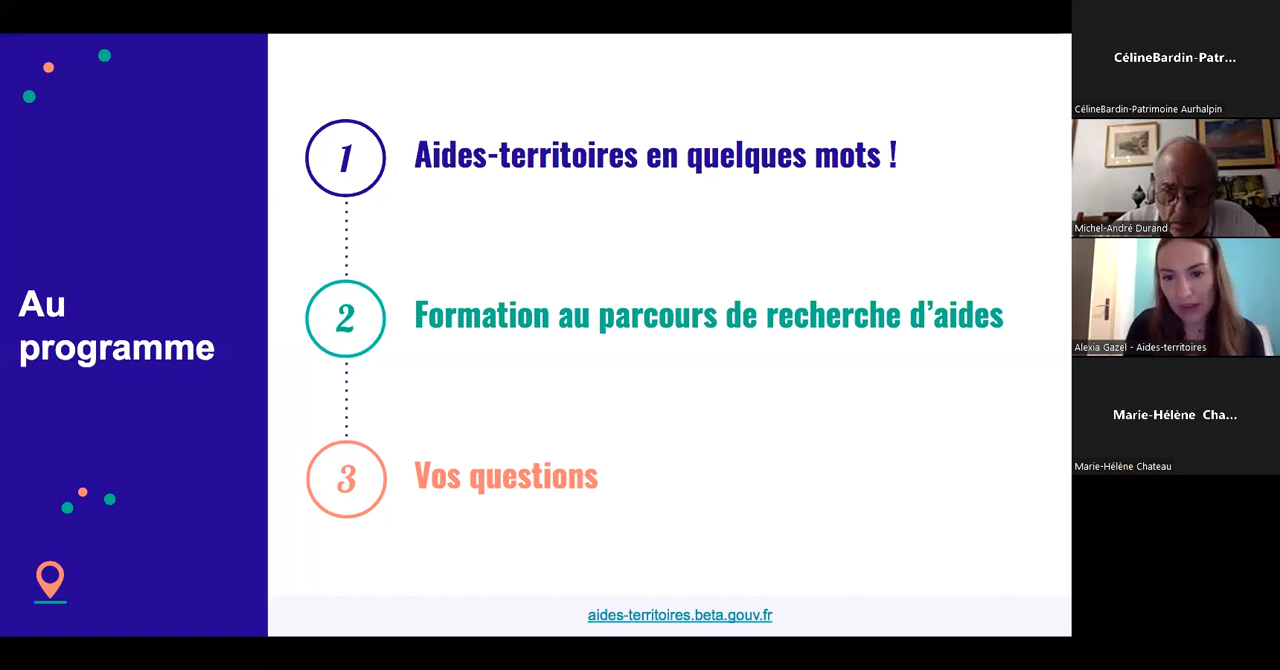 Au
programme
1
Aides-territoires en quelques mots !
2
Formation au parcours de recherche d’aides
3
Vos questions
aides-territoires.beta.gouv.fr
CélineBardin-Patr...
CélineBardin-Patrimoine Aurhalpin
Michel-André Durand
Alexia Gazel - Aides-territoires
Marie-Hélène Cha...
Marie-Hélène Chateau